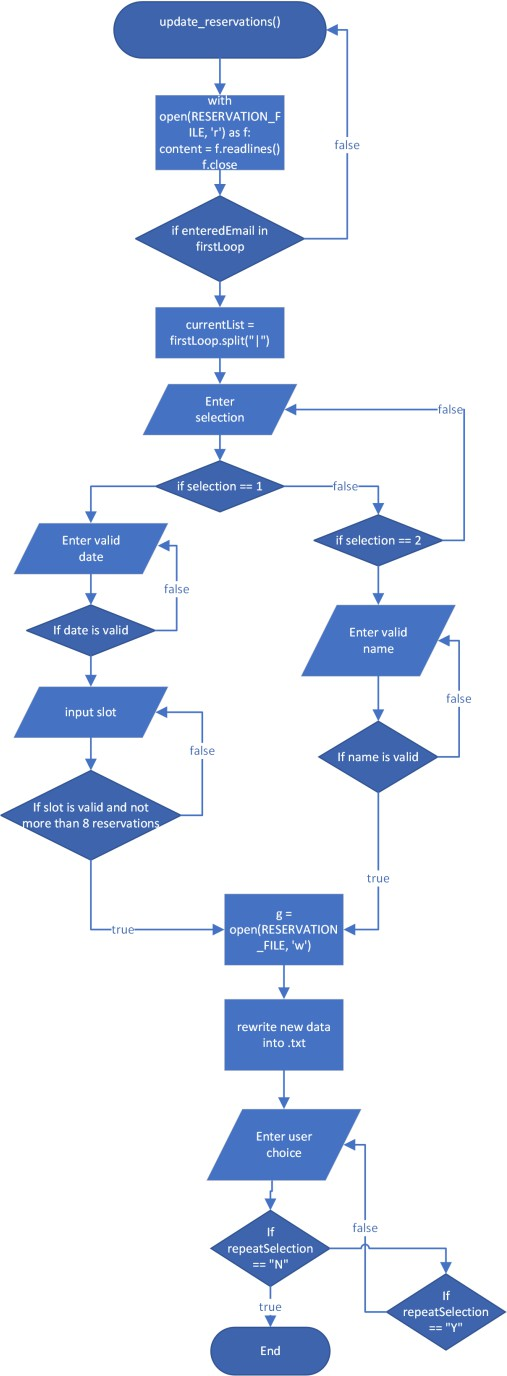 update_reservations()
with
open(RESERVATION_F
ILE, 'r') as f:
content = f.readlines()
f.close
false
if enteredEmail in
firstLoop
currentList =
firstLoop.split("|")
Enter
selection
false
if selection == 1
false
if selection == 2
Enter valid
date
false
If date is valid
Enter valid
name
false
input slot
false
If name is valid
If slot is valid and not
more than 8 reservations
true
true
g =
open(RESERVATION
_FILE, 'w')
rewrite new data
into .txt
Enter user
choice
false
If
repeatSelection
== "N"
If
repeatSelection
== "Y"
true
End